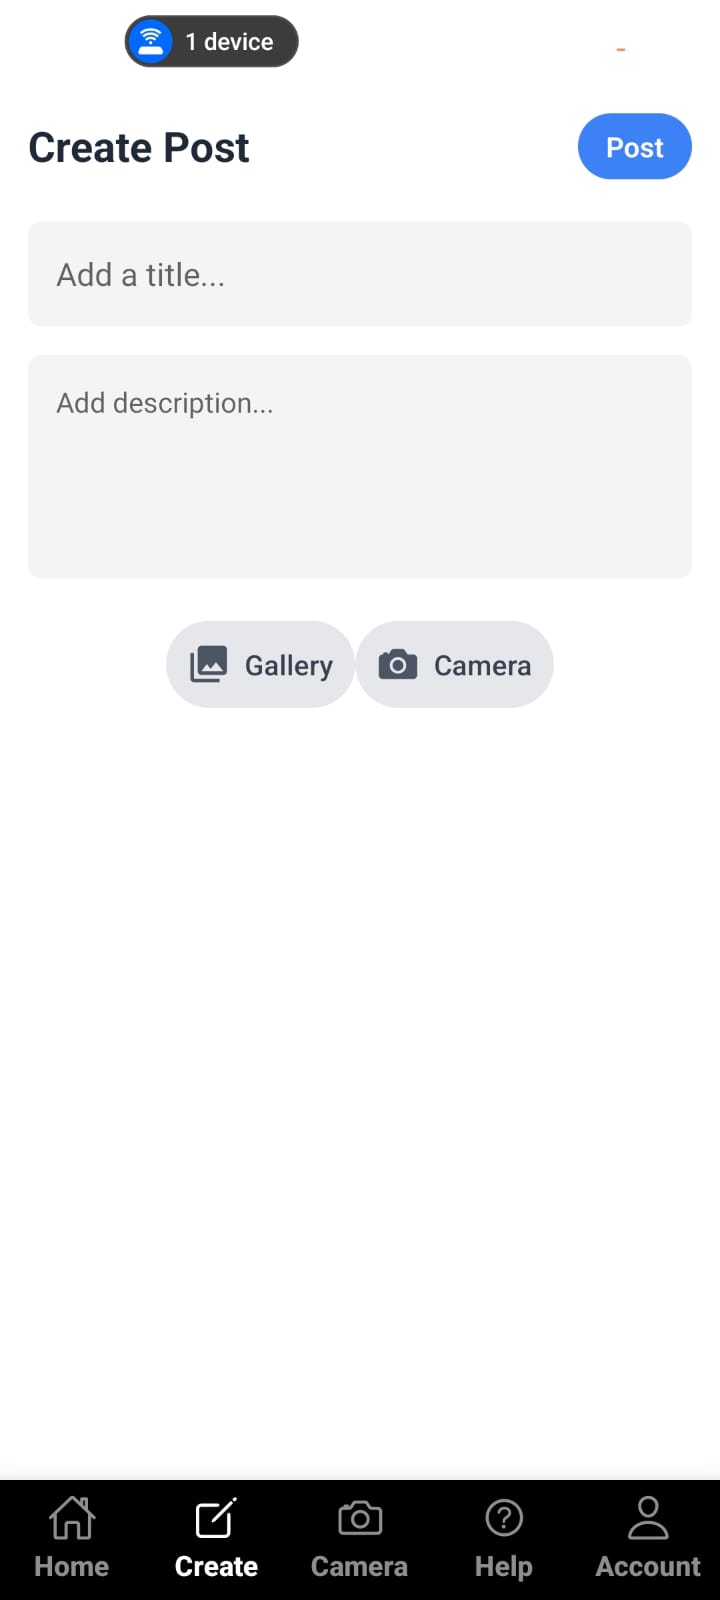 1 device
Create Post
Post
Add a title...
Add description...
Gallery
Camera
Home
Create
Camera
Help
Account